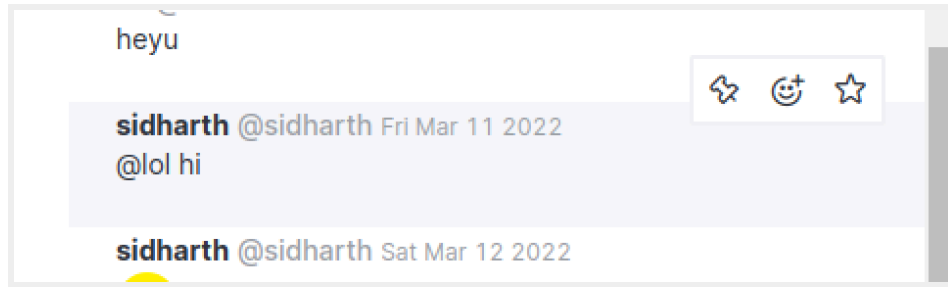 heyu
sidharth @sidharth Fri Mar 11 2022
@lol hi
sidharth @sidharth Sat Mar 12 2022